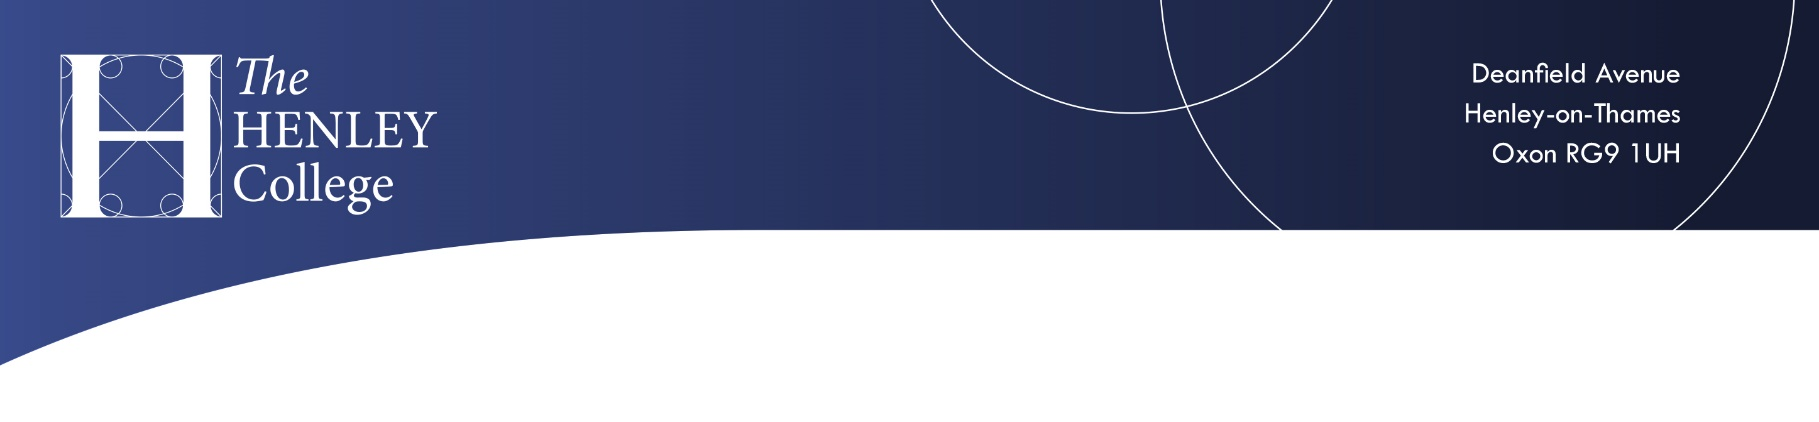 H
The
HENLEY
College
Deanfield Avenue
Henley-on-Thames
Oxon RG9 1UH